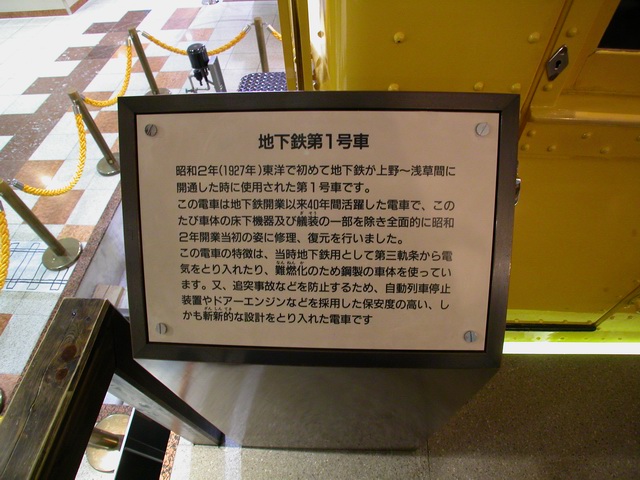 地下鉄第1号車
昭和2年(1927年)東洋で初めて地下鉄が上野～浅草間に
開通した時に使用された第1号車です。
この電車は地下鉄開業以来40年間活躍した電車で、この
たび車体の床下機器及び艤装の一部を除き全面的に昭和
2年開業当初の姿に修理、復元を行いました。
この電車の特徴は、当時地下鉄用として第三軌条から電
気をとり入れたり、難燃化のため鋼製の車体を使ってい
ます。又、追突事故などを防止するため、自動列車停止
装置やドアーエンジンなどを採用した保安度の高い、し
かも斬新的な設計をとり入れた電車です